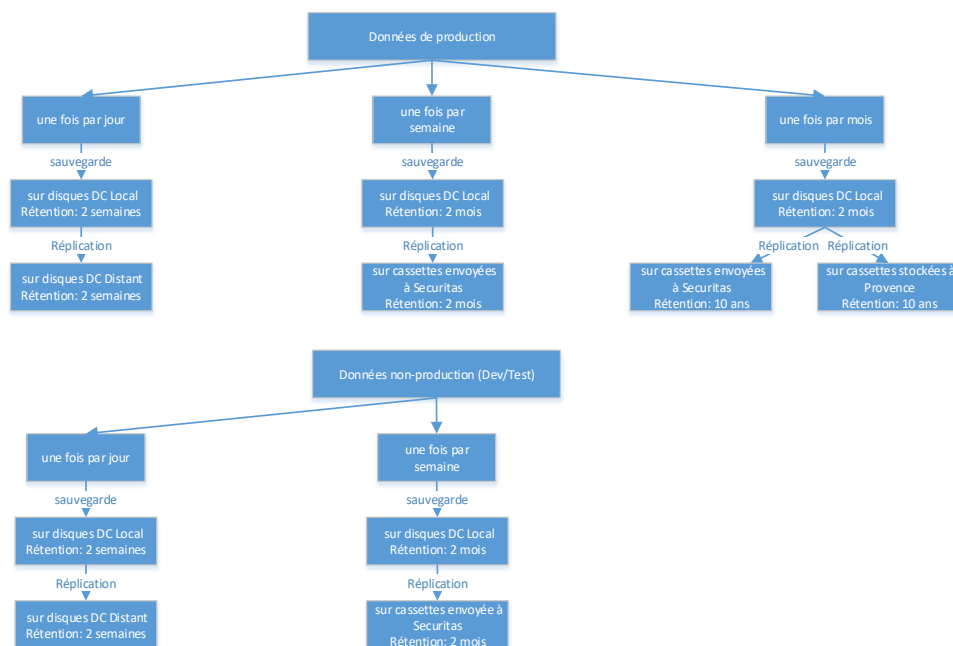 Données de production
une fois par jour
une fois par
semaine
une fois par mois
sauvegarde
sauvegarde
sauvegarde
sur disques DC Local
Rétention: 2 semaines
sur disques DC Local
Rétention: 2 mois
sur disques DC Local
Rétention: 2 mois
Réplication
Réplication
Réplication
Réplication
sur disques DC Distant
Rétention: 2 semaines
sur cassettes envoyées
à Securitas
Rétention: 2 mois
sur cassettes envoyées
à Securitas
Rétention: 10 ans
sur cassettes stockées à
Provence
Rétention: 10 ans
Données non-production (Dev/Test)
une fois par jour
une fois par
semaine
sauvegarde
sauvegarde
sur disques DC Local
Rétention: 2 semaines
sur disques DC Local
Rétention: 2 mois
Réplication
Réplication
sur disques DC Distant
Rétention: 2 semaines
sur cassettes envoyée à
Securitas
Rétention: 2 mois